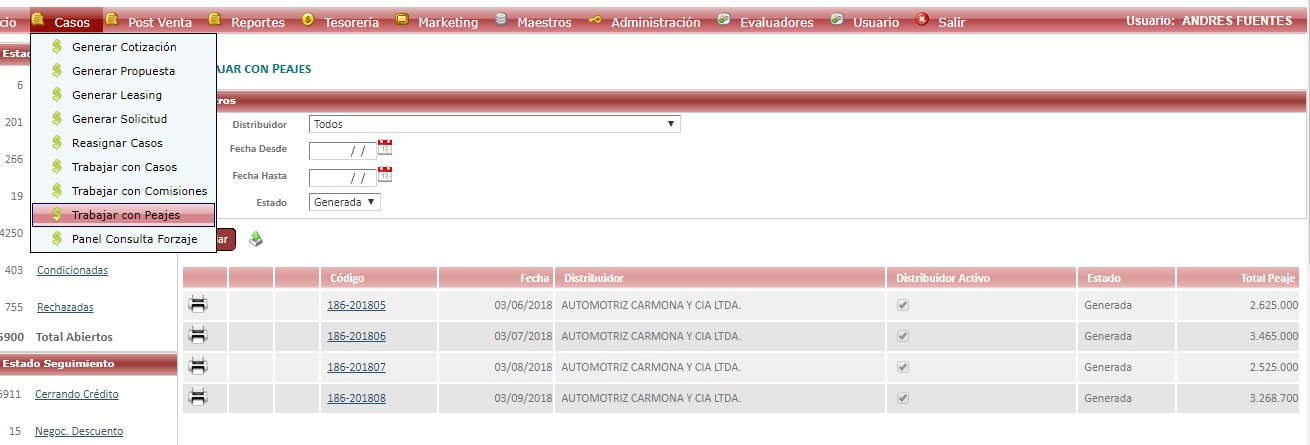 cio Casos Post Venta Reportes Tesorería Marketing Maestros Administración Evaluadores Usuario Salir Usuario: ANDRES FUENTES
Generar Cotización
Generar Propuesta
Generar Leasing
Generar Solicitud
Reasignar Casos
Trabajar con Casos
Trabajar con Comisiones
Trabajar con Peajes
Panel Consulta Forzaje
Estad
6
201
266
19
4250
403 Condicionadas
755 Rechazadas
5900 Total Abiertos
Estado Seguimiento
5911 Cerrando Crédito
15 Negoc. Descuento
AJAR CON PEAJES
tros
Distribuidor Todos
Fecha Desde / /
Fecha Hasta / /
Estado Generada
ar
Código Fecha Distribuidor Distribuidor Activo Estado Total Peaje
186-201805 03/06/2018 AUTOMOTRIZ CARMONA Y CIA LTDA. Generada 2.625.000
186-201806 03/07/2018 AUTOMOTRIZ CARMONA Y CIA LTDA. Generada 3.465.000
186-201807 03/08/2018 AUTOMOTRIZ CARMONA Y CIA LTDA. Generada 2.525.000
186-201808 03/09/2018 AUTOMOTRIZ CARMONA Y CIA LTDA. Generada 3.268.700